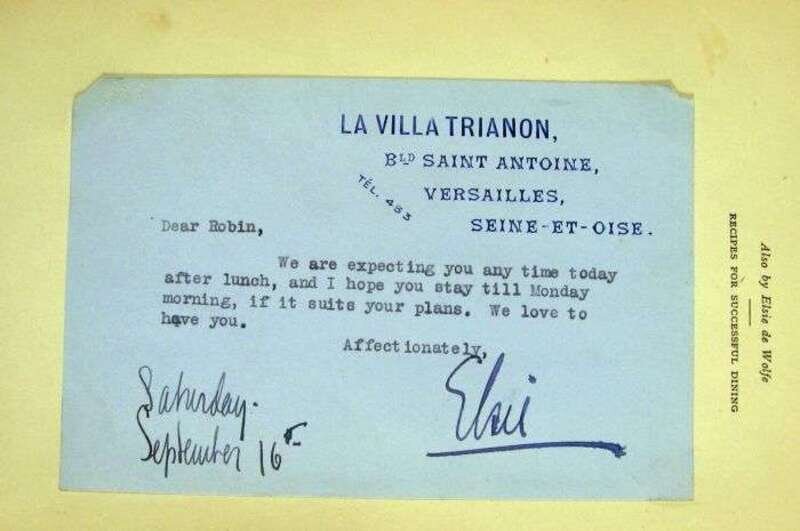 LA VILLA TRIANON,
BLD SAINT ANTOINE,
TÉL. 483
VERSAILLES,
SEINE-ET-OISE.
Dear Robin,
We are expecting you any time today
after lunch, and I hope you stay till Monday
morning, if it suits your plans. We love to
have you.
Affectionately,
Elsie
Saturday.
September 16
Also by Elsie de Wolfe
RECIPES FOR SUCCESSFUL DINING